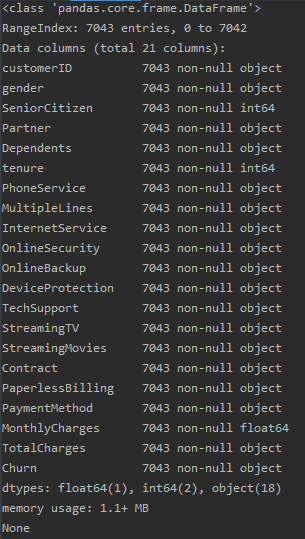 <class 'pandas.core.frame.DataFrame'>
RangeIndex: 7043 entries, 0 to 7042
Data columns (total 21 columns):
customerID          7043 non-null object
gender              7043 non-null object
SeniorCitizen       7043 non-null int64
Partner             7043 non-null object
Dependents          7043 non-null object
tenure              7043 non-null int64
PhoneService        7043 non-null object
MultipleLines       7043 non-null object
InternetService     7043 non-null object
OnlineSecurity      7043 non-null object
OnlineBackup        7043 non-null object
DeviceProtection    7043 non-null object
TechSupport         7043 non-null object
StreamingTV         7043 non-null object
StreamingMovies     7043 non-null object
Contract            7043 non-null object
PaperlessBilling    7043 non-null object
PaymentMethod       7043 non-null object
MonthlyCharges      7043 non-null float64
TotalCharges        7043 non-null object
Churn               7043 non-null object
dtypes: float64(1), int64(2), object(18)
memory usage: 1.1+ MB
None